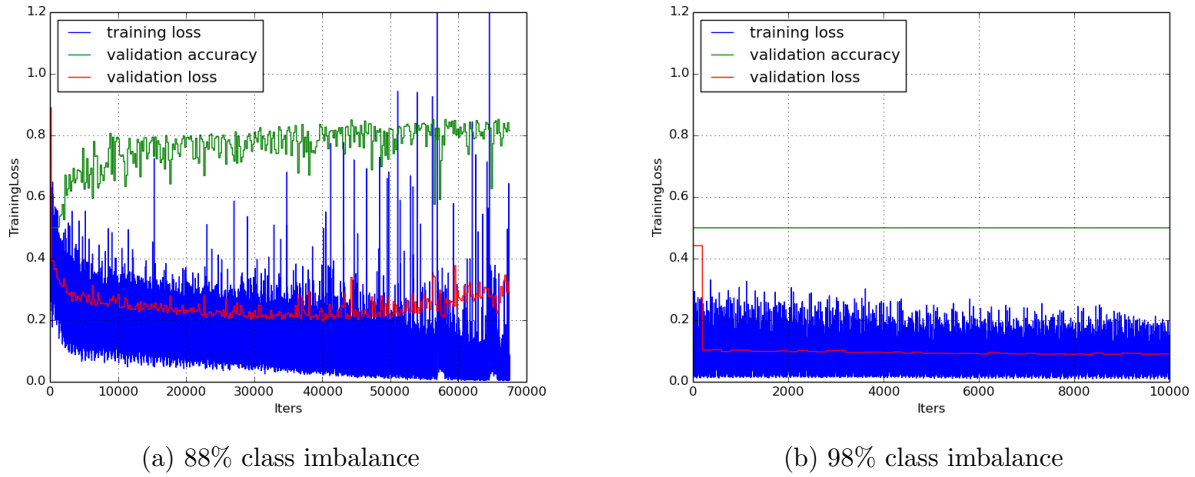 1.2
1.0
0.8
0.6
0.4
0.2
0.0
TrainingLoss
training loss
validation accuracy
validation loss
0 10000 20000 30000 40000 50000 60000 70000
Iters
(a) 88% class imbalance
1.2
1.0
0.8
0.6
0.4
0.2
0.0
TrainingLoss
training loss
validation accuracy
validation loss
0 2000 4000 6000 8000 10000
Iters
(b) 98% class imbalance